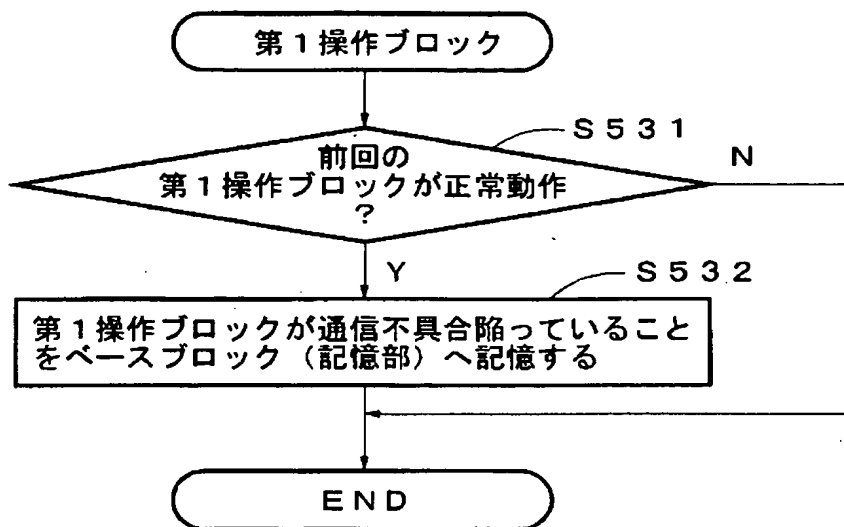 第１操作ブロック
Ｓ５３１
前回の
第１操作ブロックが正常動作
？
Ｎ
Ｙ
Ｓ５３２
第１操作ブロックが通信不具合陥っていること
をベースブロック（記憶部）へ記憶する
ＥＮＤ